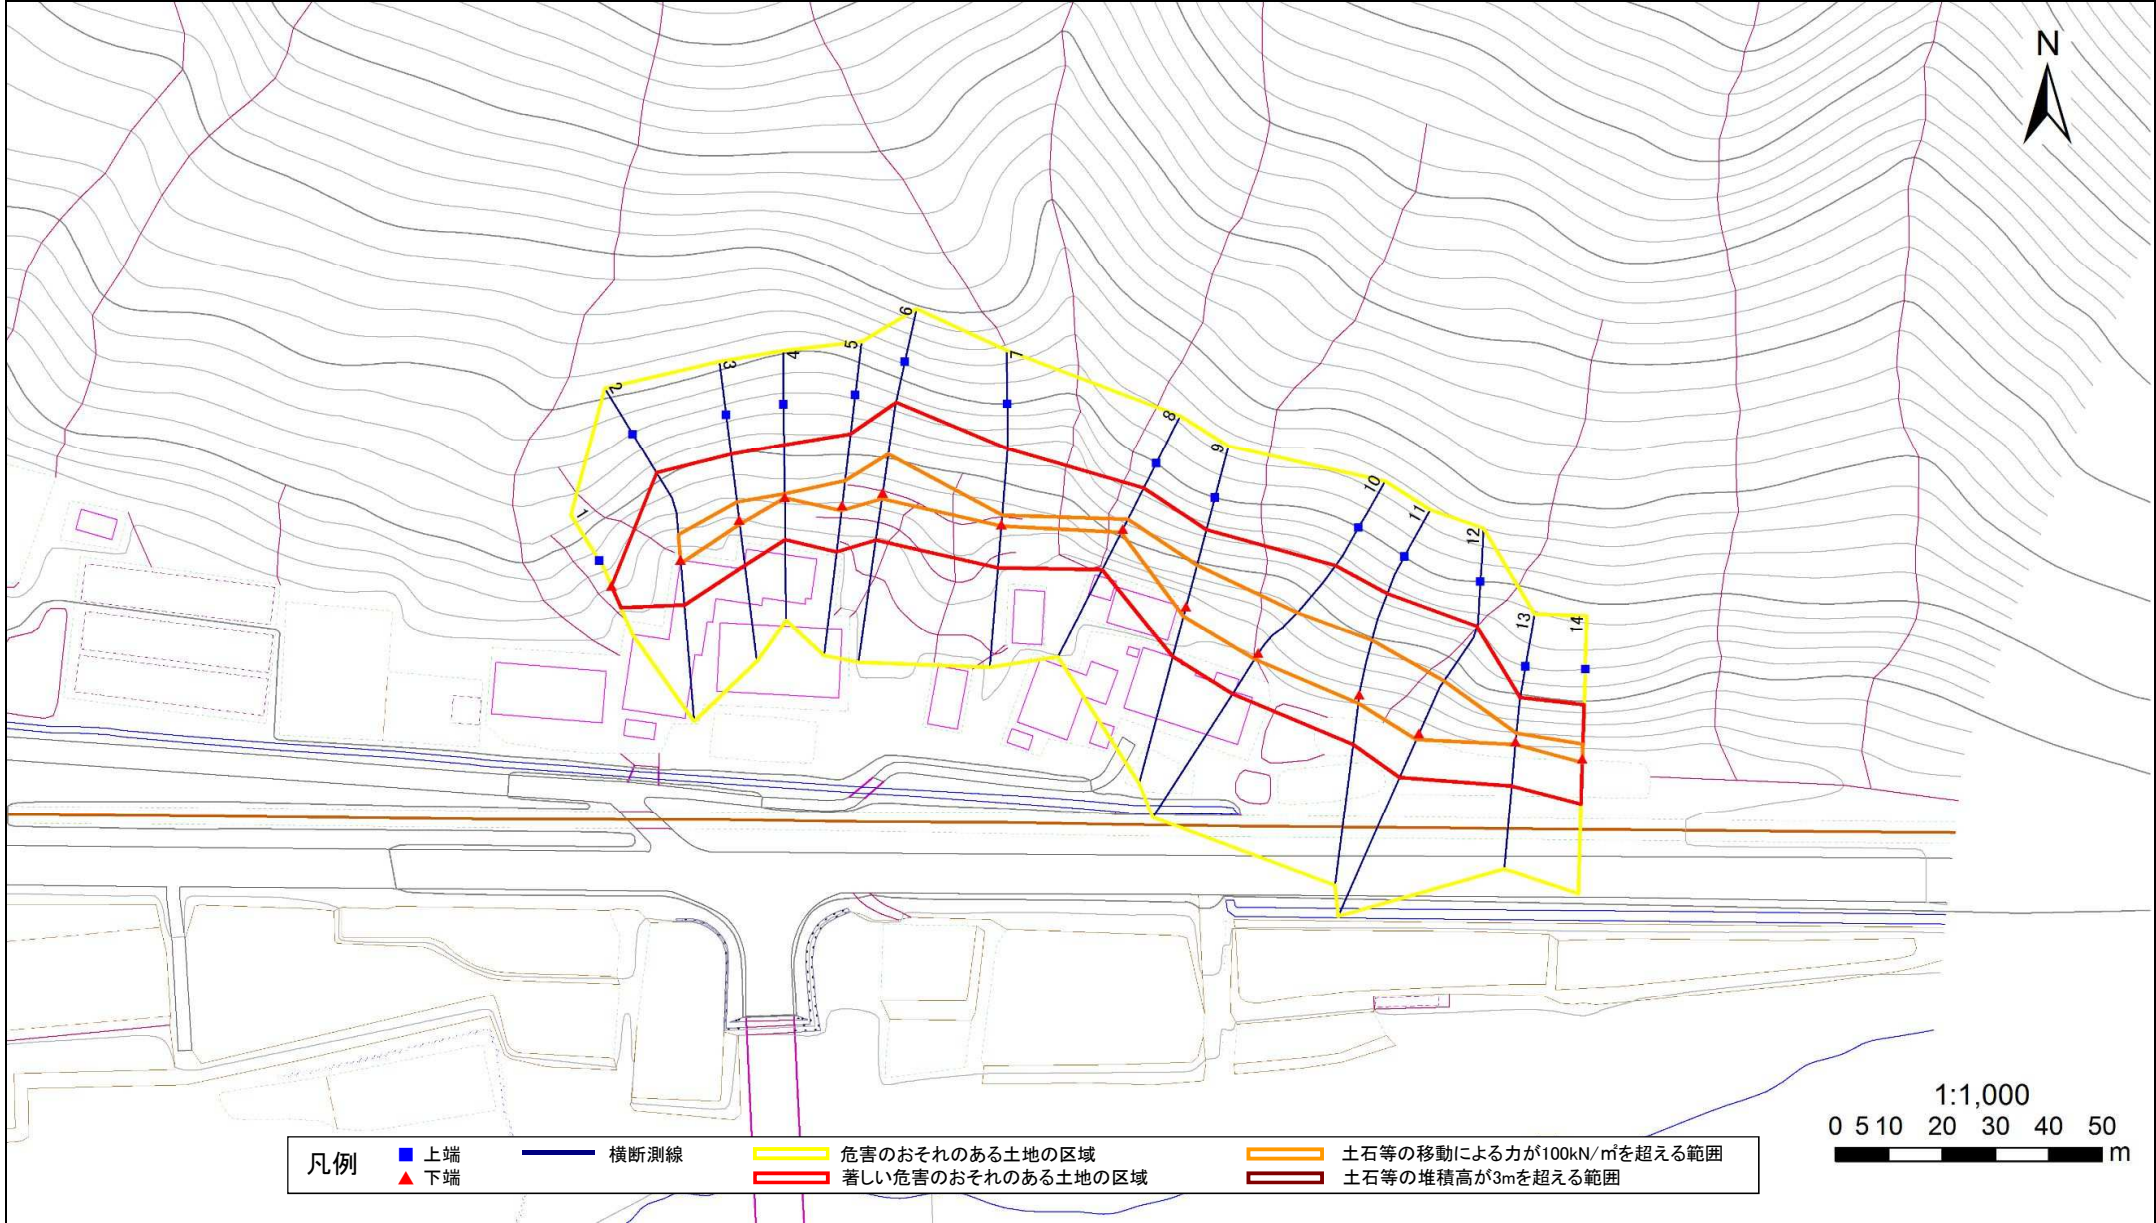 N
6
5
4
3
7
2
8
9
10
11
1
12
13
14
1:1,000
0 5 10 20 30 40 50
m
凡例
上端
横断測線
危害のおそれのある土地の区域
土石等の移動による力が100kN/㎡を超える範囲
下端
著しい危害のおそれのある土地の区域
土石等の堆積高が3mを超える範囲